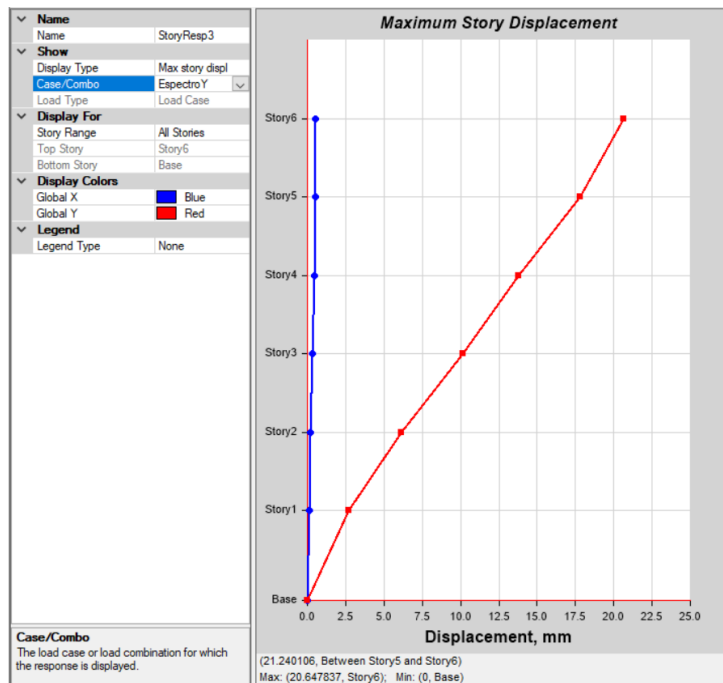 Name
Name StoryResp3
Show
Display Type Max story displ
Case/Combo EspectroY
Load Type Load Case
Display For
Story Range All Stories
Top Story Story6
Bottom Story Base
Display Colors
Global X Blue
Global Y Red
Legend
Legend Type None
Case/Combo
The load case or load combination for which
the response is displayed.
Maximum Story Displacement
Story6
Story5
Story4
Story3
Story2
Story1
Base
0.0 2.5 5.0 7.5 10.0 12.5 15.0 17.5 20.0 22.5 25.0
Displacement, mm
(21.240106, Between Story5 and Story6)
Max: (20.647837, Story6); Min: (0, Base)